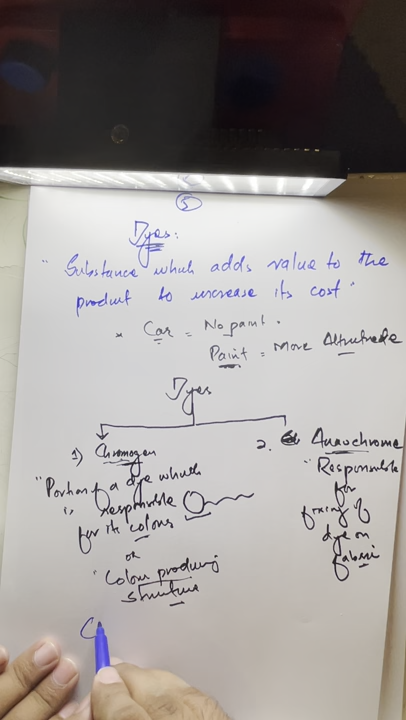 5
Dyes:
"Substance which adds value to the
product to increase its cost"
* Car = No paint.
Paint = More
Dyes
1) Chromogen
"Portion of a dye which
is responsible
for its colour
or
"Colour producing
structure
2. Auxochrome
"Responsible
for
fixing of
dye on
fabric
C